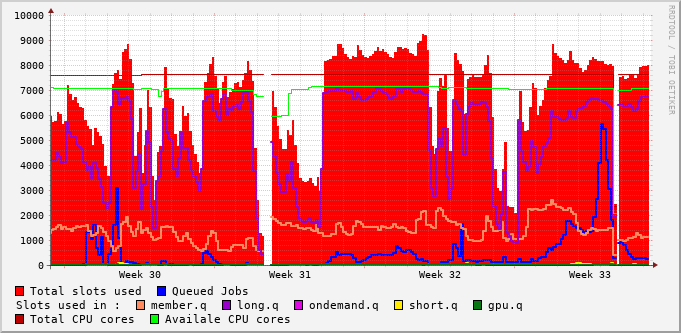 10000
9000
8000
7000
6000
5000
4000
3000
2000
1000
0
Week 30 Week 31 Week 32 Week 33
RRDTOOL / TOBI OETIKER
Total slots used Queued Jobs
Slots used in : member.q long.q ondemand.q short.q gpu.q
Total CPU cores Availale CPU cores